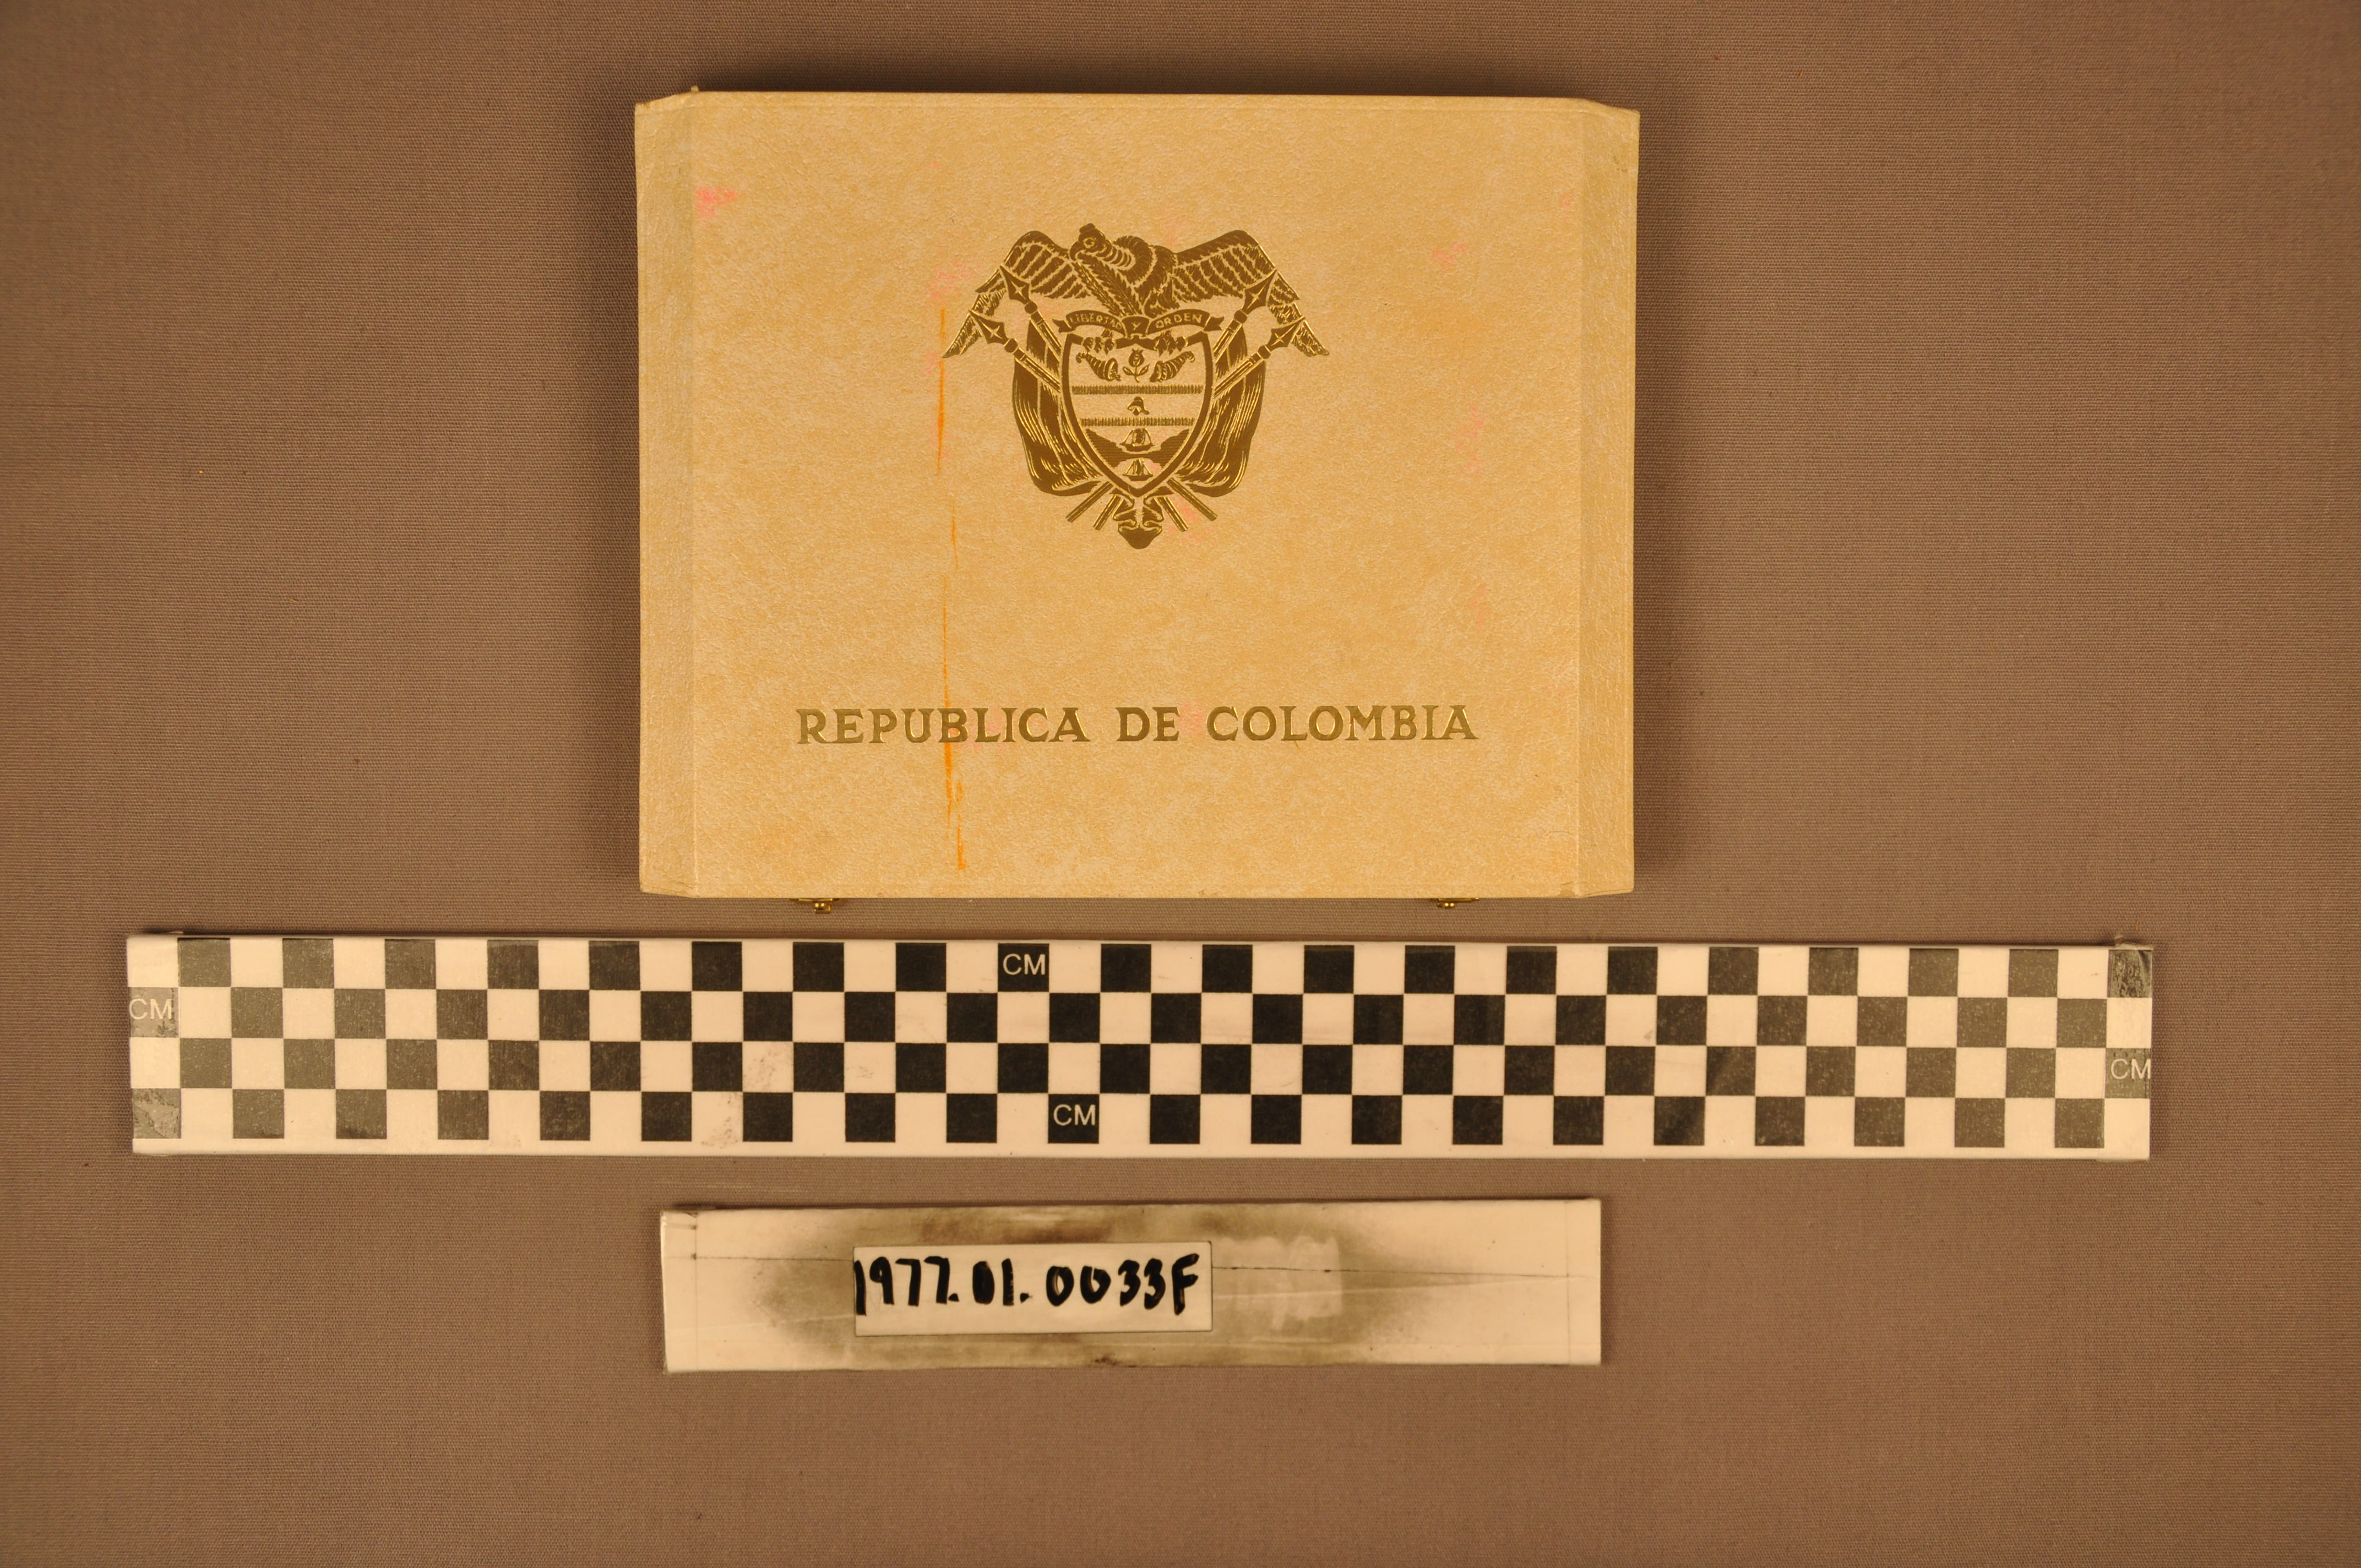 LIBERTAD Y ORDEN
REPUBLICA DE COLOMBIA
CM
CM
CM
CM
1977.01.0033F